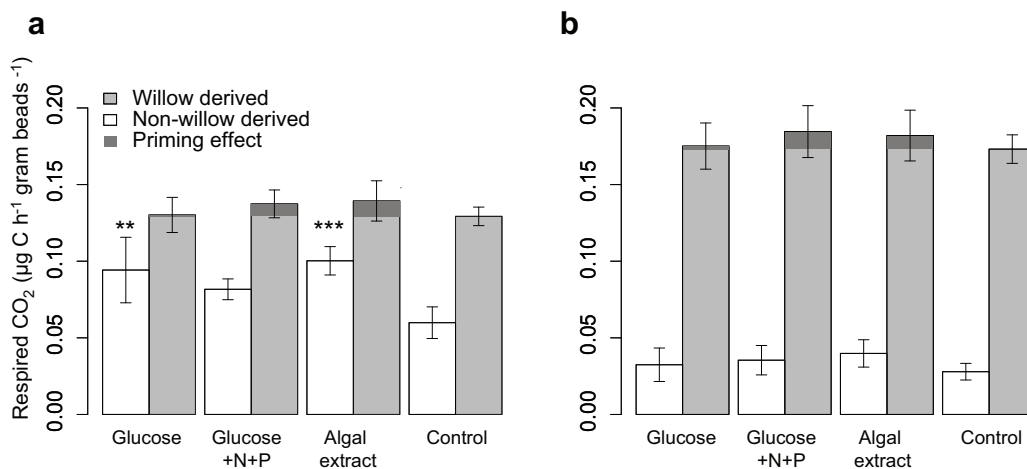 a
b
Respired CO₂ (µg C h⁻¹ gram beads ⁻¹)
0.00
0.05
0.10
0.15
0.20
Willow derived
Non-willow derived
Priming effect
**
***
Glucose
Glucose
+N+P
Algal
extract
Control
0.00
0.05
0.10
0.15
0.20
Glucose
Glucose
+N+P
Algal
extract
Control